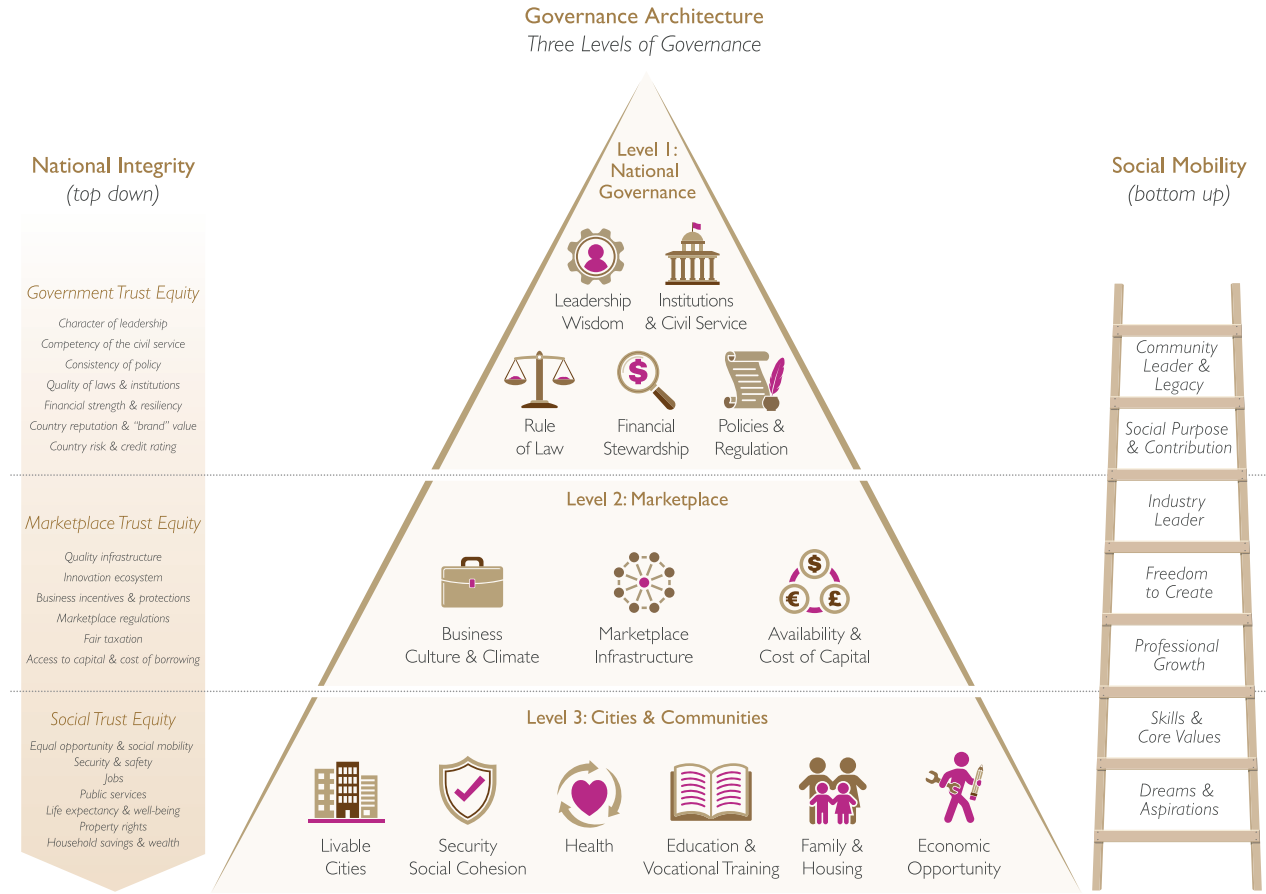 Governance Architecture
Three Levels of Governance
National Integrity
(top down)
Government Trust Equity
Character of leadership
Competency of the civil service
Consistency of policy
Quality of laws & institutions
Financial strength & resiliency
Country reputation & “brand” value
Country risk & credit rating
Marketplace Trust Equity
Quality infrastructure
Innovation ecosystem
Business incentives & protections
Marketplace regulations
Fair taxation
Access to capital & cost of borrowing
Social Trust Equity
Equal opportunity & social mobility
Security & safety
Jobs
Public services
Life expectancy & well-being
Property rights
Household savings & wealth
Level 1:
National
Governance
Leadership
Wisdom
Institutions
& Civil Service
Rule
of Law
$
Financial
Stewardship
Policies &
Regulation
Level 2: Marketplace
Business
Culture & Climate
Marketplace
Infrastructure
$
€ £
Availability &
Cost of Capital
Level 3: Cities & Communities
Livable
Cities
Security
Social Cohesion
Health
Education &
Vocational Training
Family &
Housing
Economic
Opportunity
Social Mobility
(bottom up)
Community
Leader &
Legacy
Social Purpose
& Contribution
Industry
Leader
Freedom
to Create
Professional
Growth
Skills &
Core Values
Dreams &
Aspirations